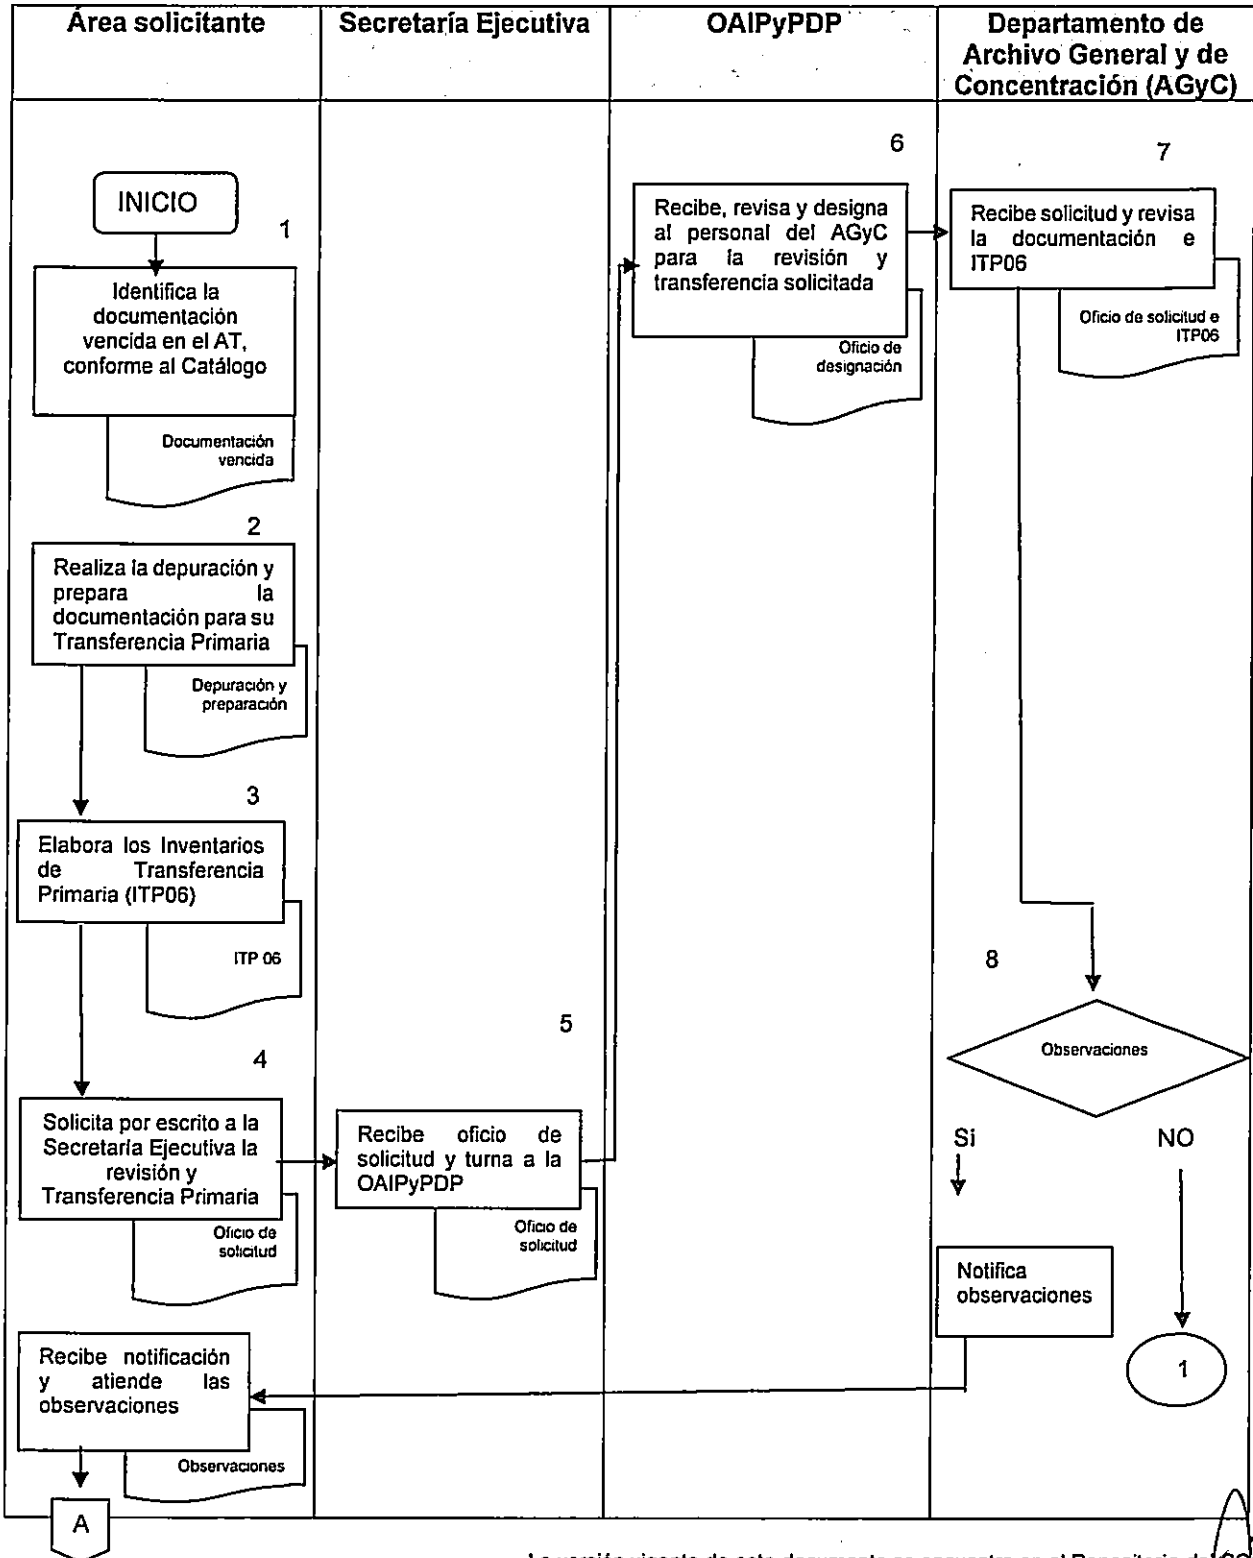 Área solicitante
Secretaría Ejecutiva
OAIPyPDP
Departamento de
Archivo General y de
Concentración (AGyC)
INICIO
1
Identifica la
documentación
vencida en el AT,
conforme al Catálogo
Documentación
vencida
2
Realiza la depuración y
prepara la
documentación para su
Transferencia Primaria
Depuración y
preparación
3
Elabora los Inventarios
de Transferencia
Primaria (ITP06)
ITP 06
4
Solicita por escrito a la
Secretaría Ejecutiva la
revisión y
Transferencia Primaria
Oficio de
solicitud
5
Recibe oficio de
solicitud y turna a la
OAIPyPDP
Oficio de
solicitud
6
Recibe, revisa y designa
al personal del AGyC
para la revisión y
transferencia solicitada
Oficio de
designación
7
Recibe solicitud y revisa
la documentación e
ITP06
Oficio de solicitud e
ITP06
8
Observaciones
Si
NO
Notifica
observaciones
1
Recibe notificación
y atiende las
observaciones
Observaciones
A